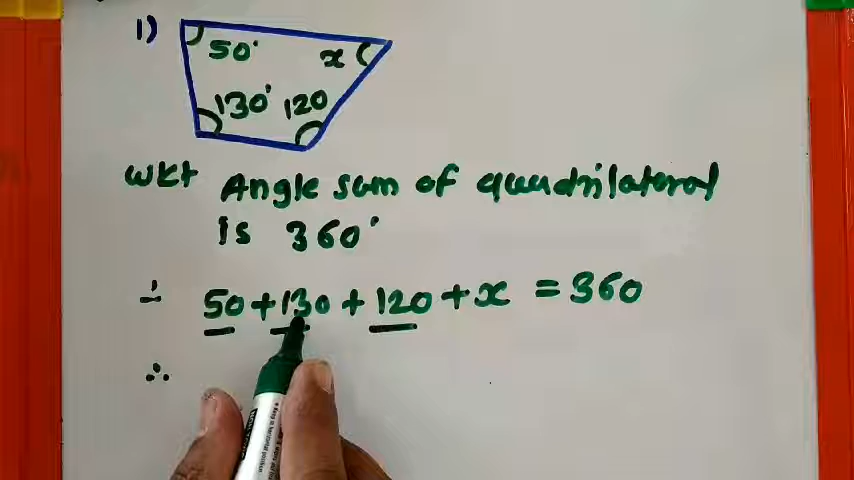 1)
50° x
130° 120
WKT Angle sum of quadrilateral
is 360°
∴ 50 + 130 + 120 + x = 360
∴